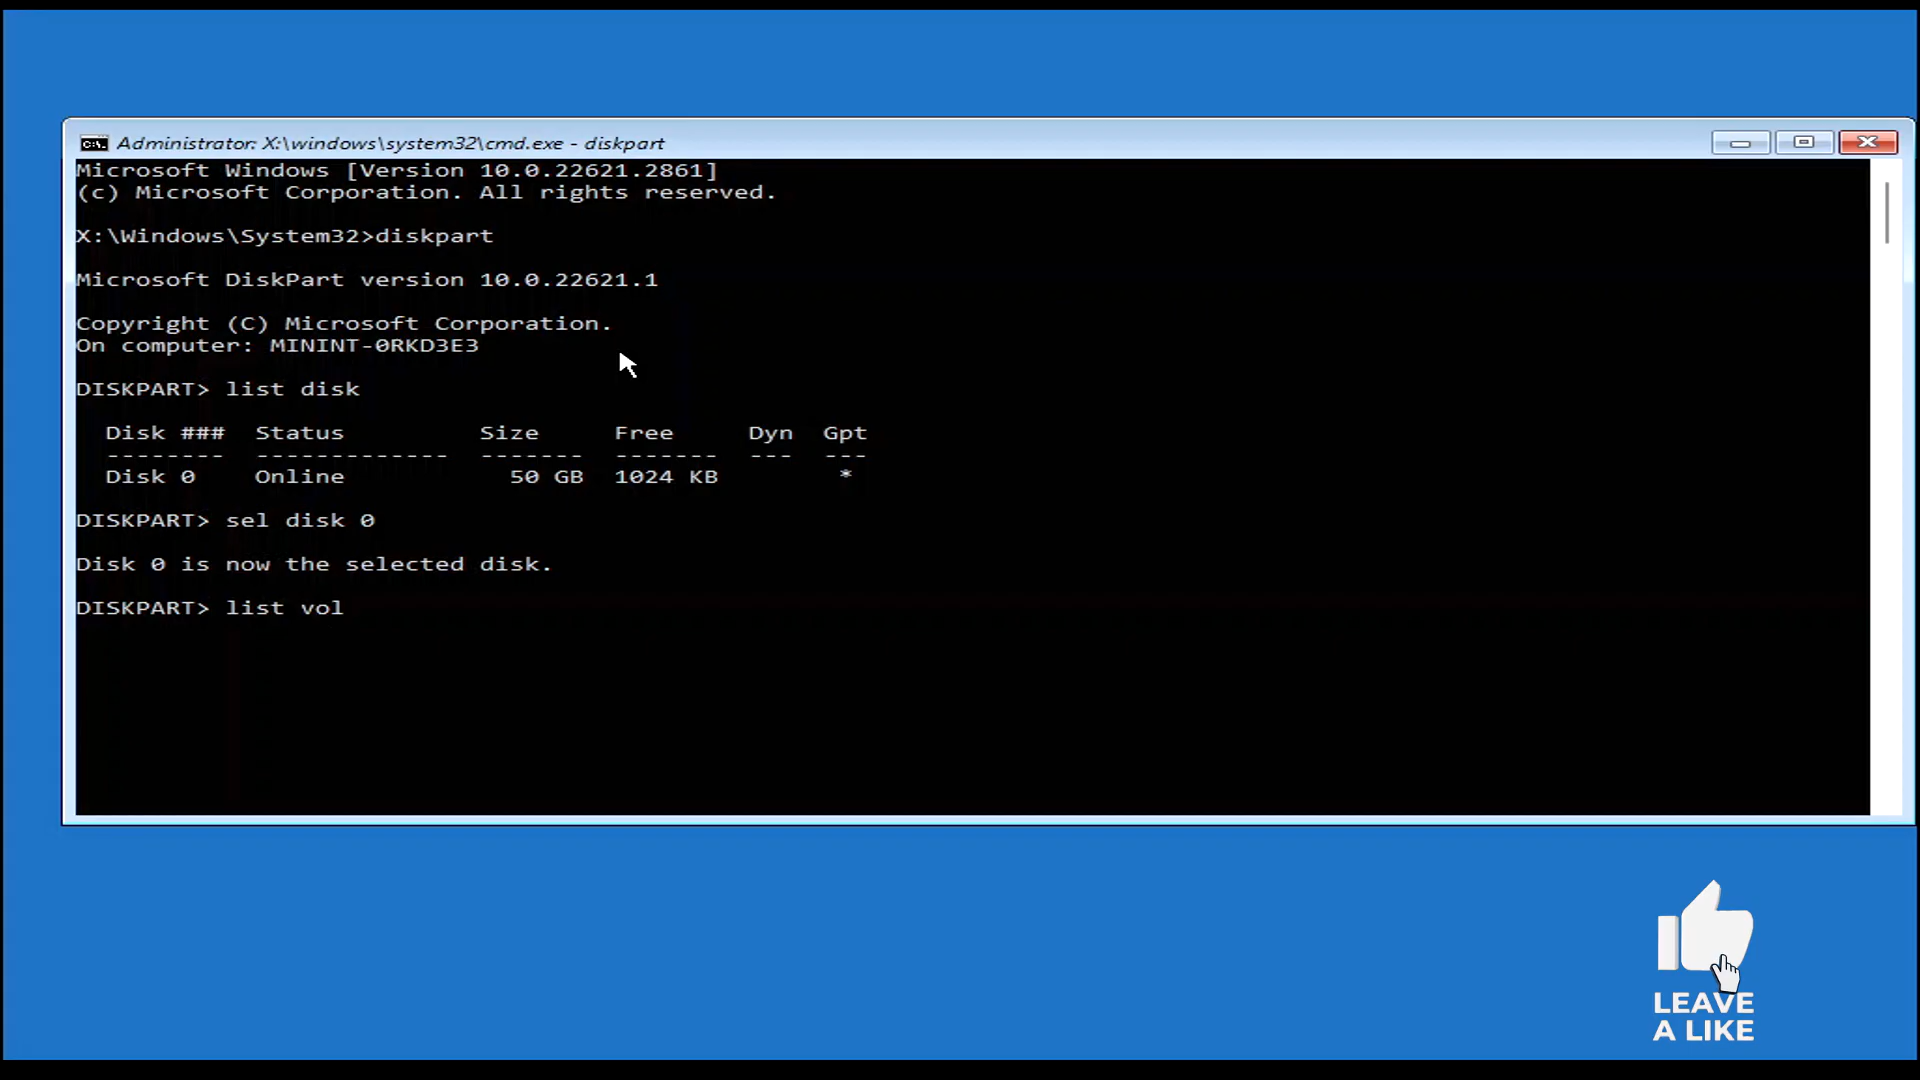 Administrator: X:\windows\system32\cmd.exe - diskpart
Microsoft Windows [Version 10.0.22621.2861]
(c) Microsoft Corporation. All rights reserved.
X:\Windows\System32>diskpart
Microsoft DiskPart version 10.0.22621.1
Copyright (C) Microsoft Corporation.
On computer: MININT-0RKD3E3
DISKPART> list disk
Disk ### Status Size Free Dyn Gpt
-------- ------------- ------- ------- --- ---
Disk 0 Online 50 GB 1024 KB *
DISKPART> sel disk 0
Disk 0 is now the selected disk.
DISKPART> list vol
LEAVE
A LIKE